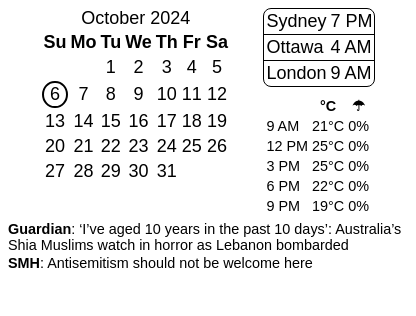 October 2024
Su Mo Tu We Th Fr Sa
1 2 3 4 5
6 7 8 9 10 11 12
13 14 15 16 17 18 19
20 21 22 23 24 25 26
27 28 29 30 31
Sydney 7 PM
Ottawa 4 AM
London 9 AM
°C ☂
9 AM 21°C 0%
12 PM 25°C 0%
3 PM 25°C 0%
6 PM 22°C 0%
9 PM 19°C 0%
Guardian: ‘I’ve aged 10 years in the past 10 days’: Australia’s
Shia Muslims watch in horror as Lebanon bombarded
SMH: Antisemitism should not be welcome here